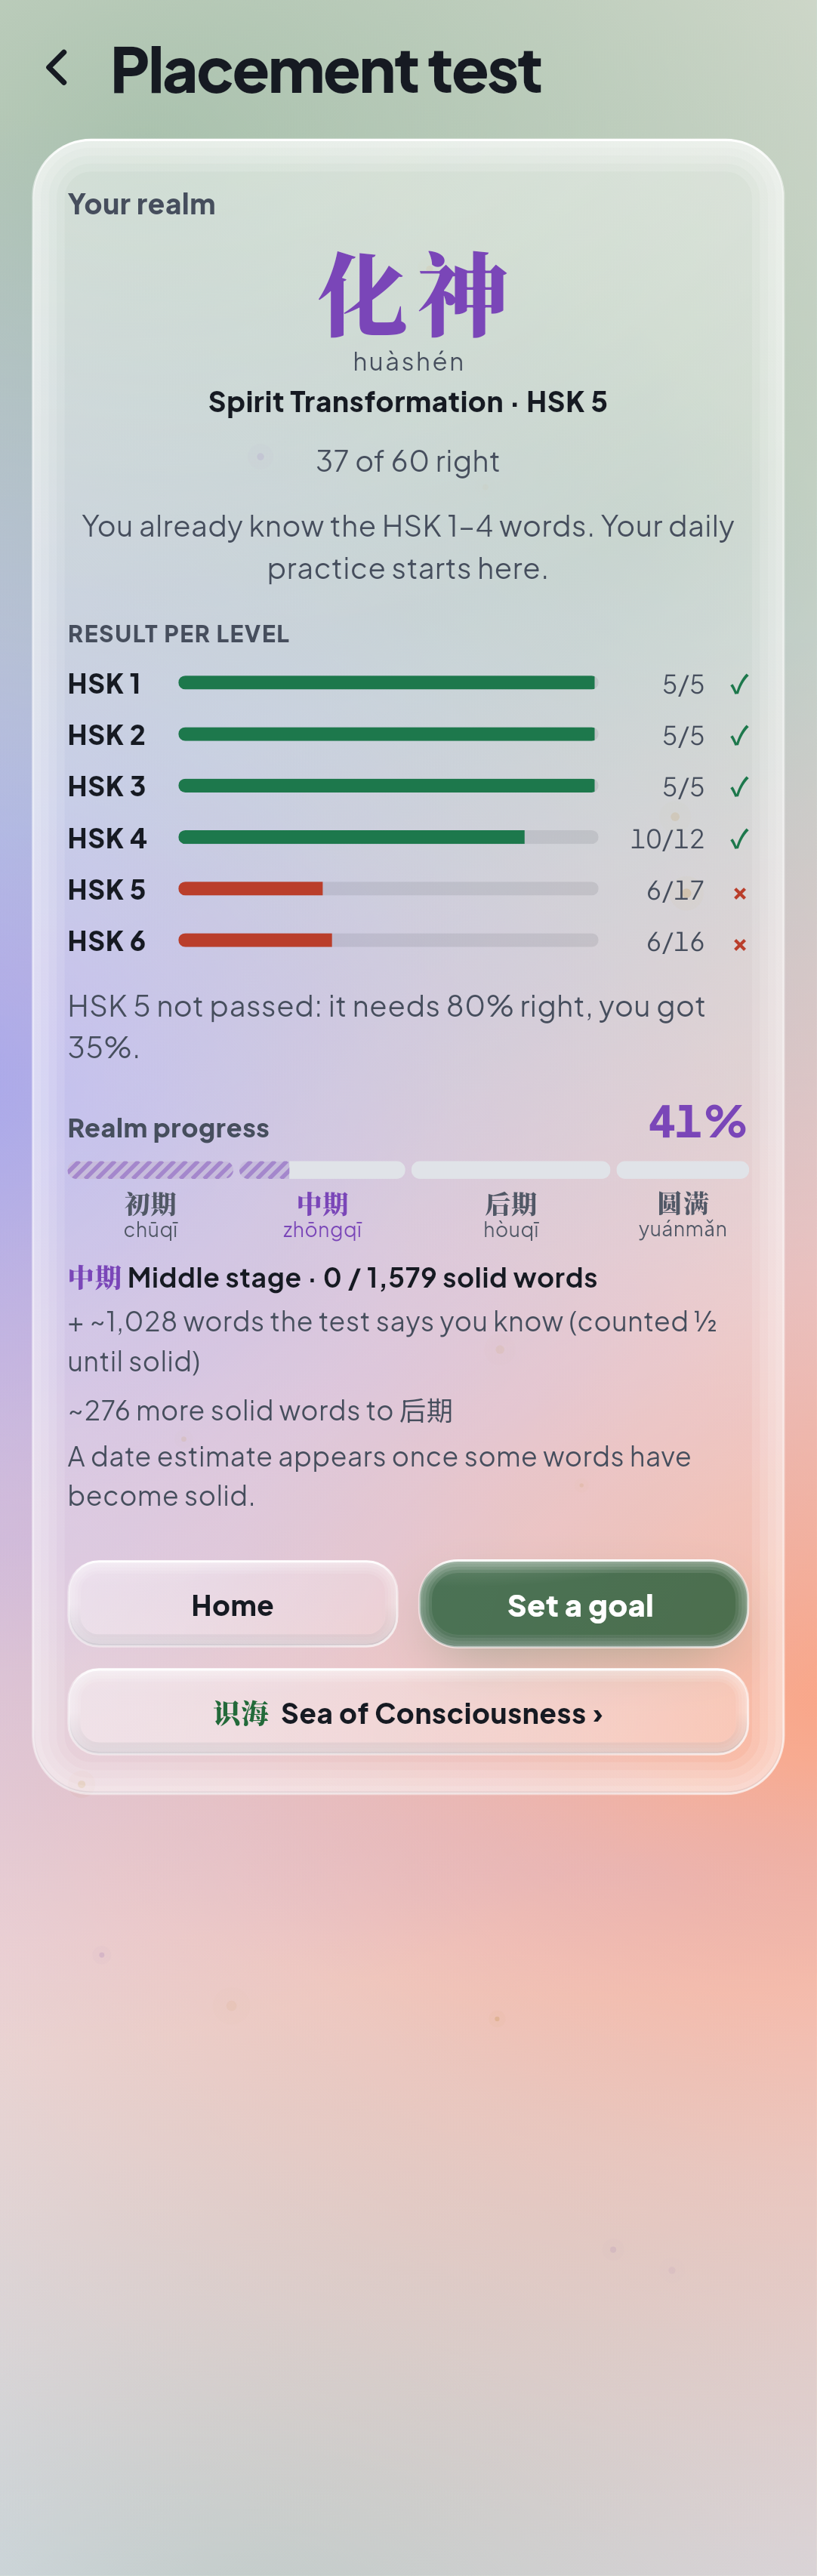 Placement test
Your realm
化神
huàshén
Spirit Transformation · HSK 5
37 of 60 right
You already know the HSK 1–4 words. Your daily
practice starts here.
RESULT PER LEVEL
HSK 1 5/5 ✓
HSK 2 5/5 ✓
HSK 3 5/5 ✓
HSK 4 10/12 ✓
HSK 5 6/17 ×
HSK 6 6/16 ×
HSK 5 not passed: it needs 80% right, you got
35%.
Realm progress 41%
初期 中期 后期 圆满
chūqī zhōngqī hòuqī yuánmǎn
中期 Middle stage · 0 / 1,579 solid words
+ ~1,028 words the test says you know (counted ½
until solid)
~276 more solid words to 后期
A date estimate appears once some words have
become solid.
Home Set a goal
识海 Sea of Consciousness ›